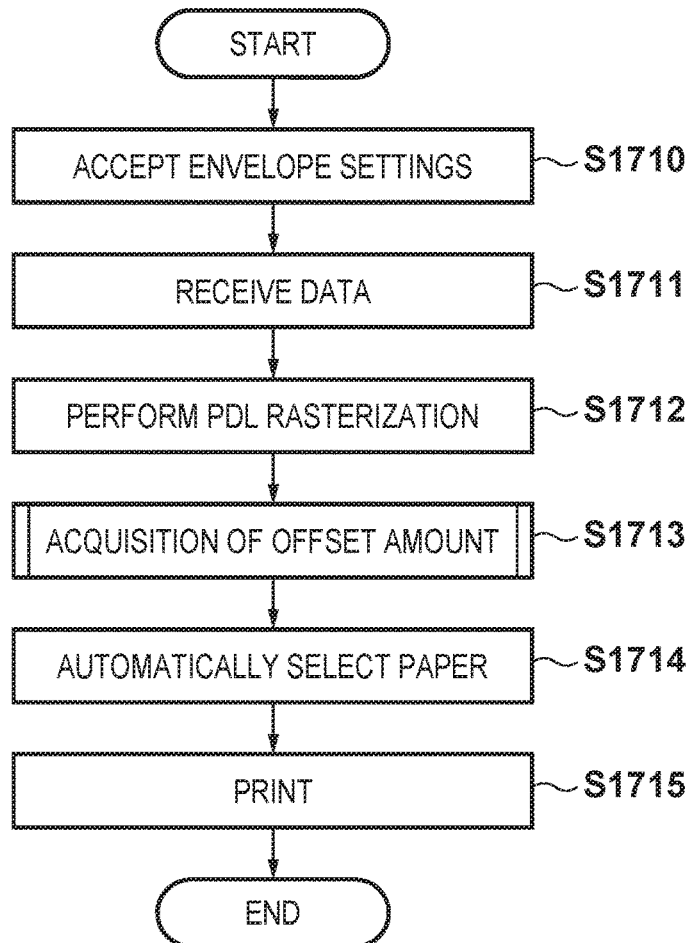 START
ACCEPT ENVELOPE SETTINGS S1710
RECEIVE DATA S1711
PERFORM PDL RASTERIZATION S1712
ACQUISITION OF OFFSET AMOUNT S1713
AUTOMATICALLY SELECT PAPER S1714
PRINT S1715
END